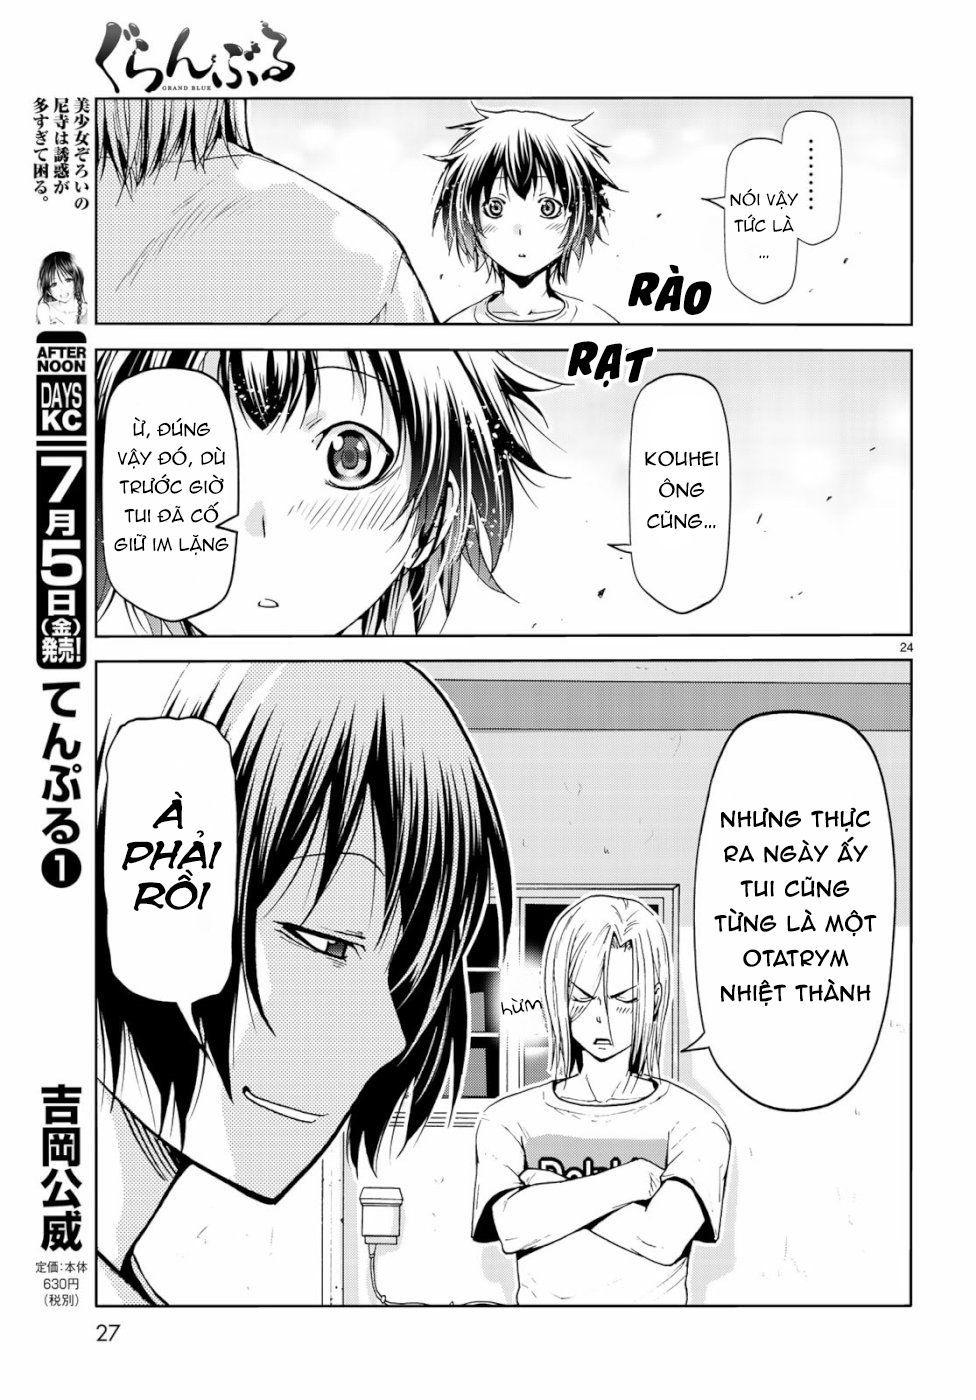 ぐらんぶる
GRAND BLUE
美少女ぞろいの
尼寺は誘惑が
多すぎて困る。
AFTER
NOON
DAYS
KC
7月5日(金)発売!
てんぷる1
吉岡公威
定価:本体
630円
(税別)
.........
NÓI VẬY
TỨC LÀ
...
RÀO
RẠT
KOUHEI
ÔNG
CŨNG...
Ừ, ĐÚNG
VẬY ĐÓ, DÙ
TRƯỚC GIỜ
TUI ĐÃ CỐ
GIỮ IM LẶNG
24
NHƯNG THỰC
RA NGÀY ẤY
TUI CŨNG
TỪNG LÀ MỘT
OTATRYM
NHIỆT THÀNH
hừm
À
PHẢI
RỒI
27